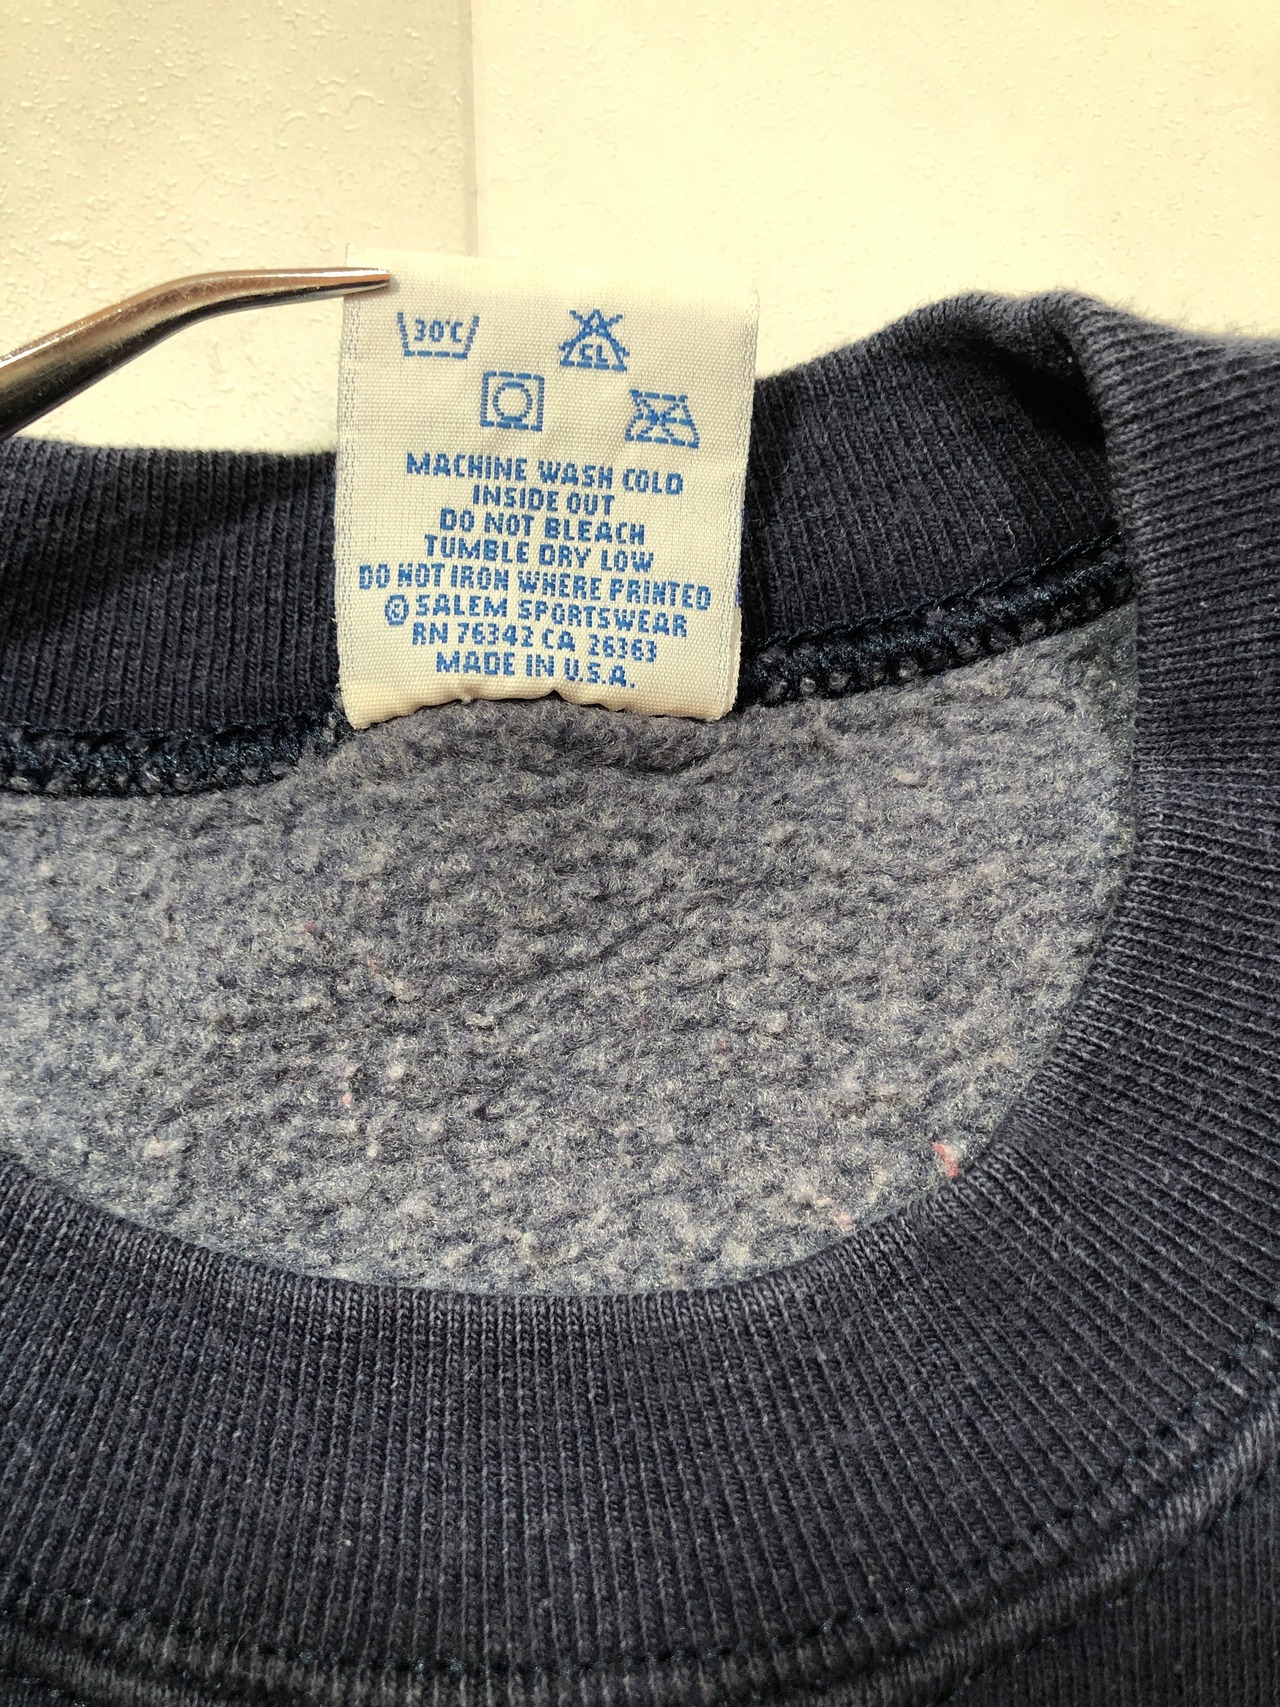 30°C
CL
MACHINE WASH COLD
INSIDE OUT
DO NOT BLEACH
TUMBLE DRY LOW
DO NOT IRON WHERE PRINTED
© SALEM SPORTSWEAR
RN 76342 CA 26363
MADE IN U.S.A.